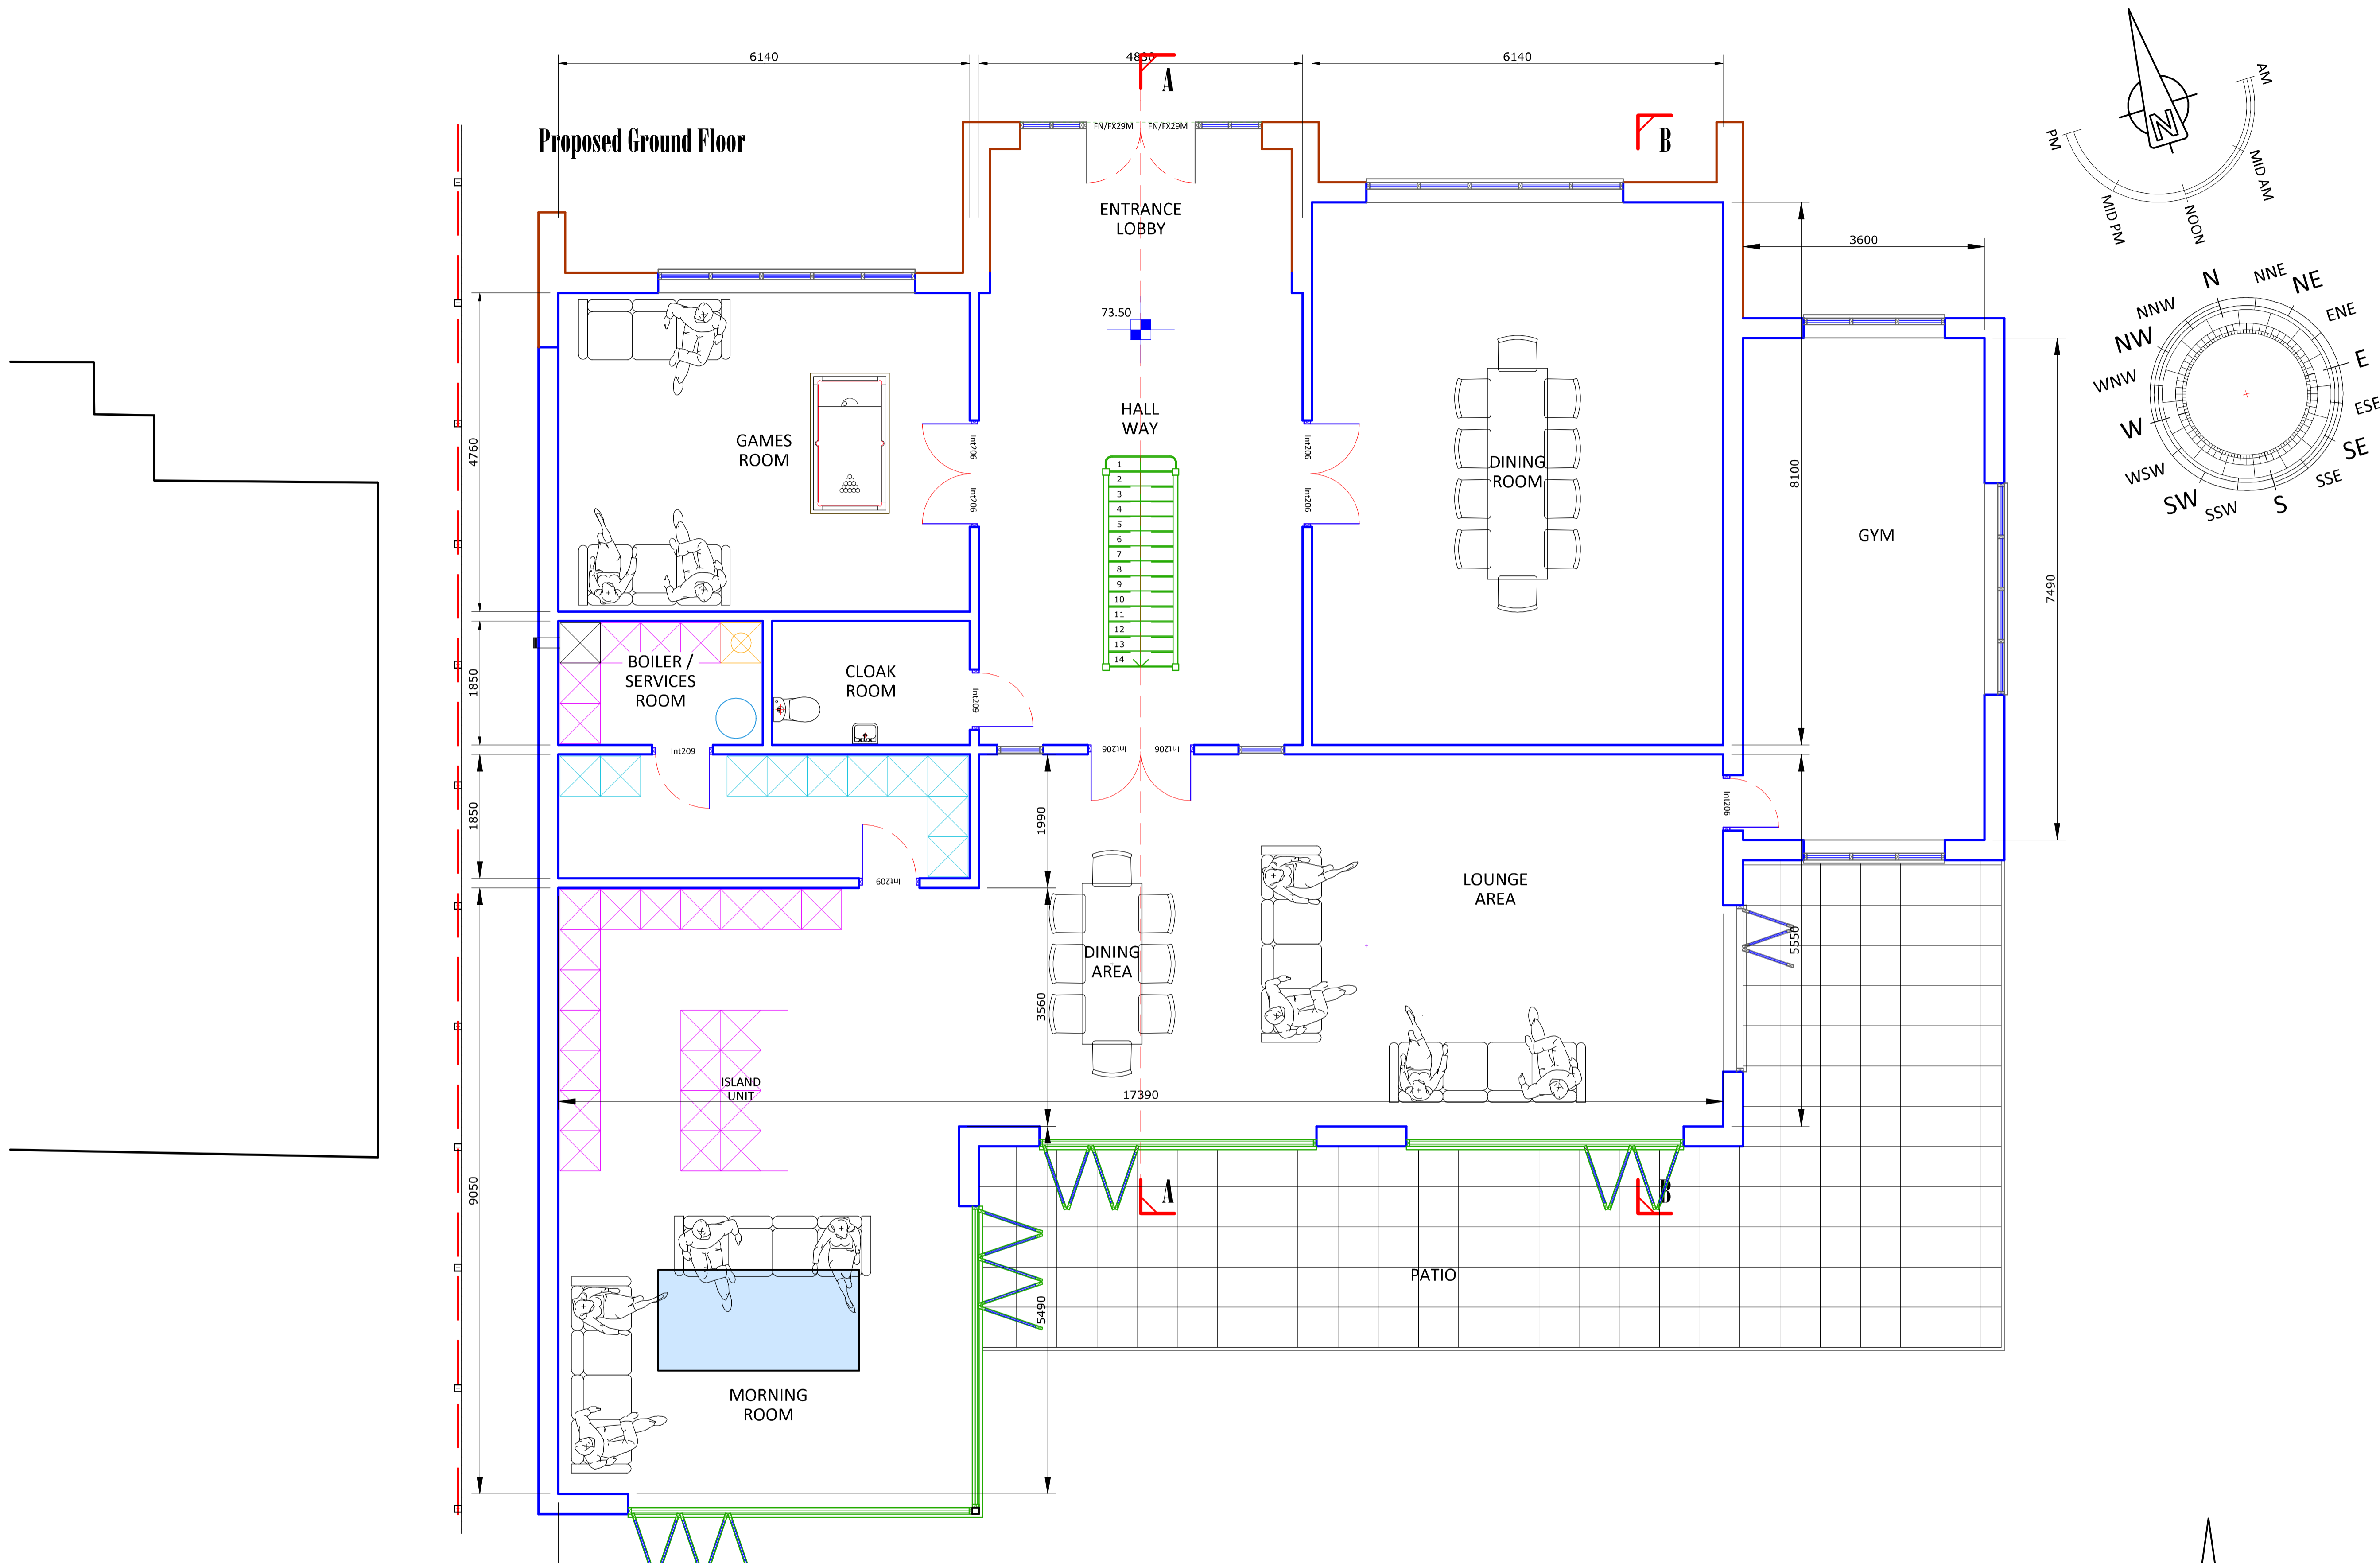 6140
4830
6140
A
B
Proposed Ground Floor
FN/FX29M
FN/FX29M
AM
MID AM
NOON
MID PM
PM
N
ENTRANCE
LOBBY
3600
N
NNE
NE
ENE
E
ESE
SE
SSE
S
SSW
SW
WSW
W
WNW
NW
NNW
73.50
HALL
WAY
GAMES
ROOM
Int206
Int206
Int206
Int206
DINING
ROOM
GYM
4760
8100
7490
1
2
3
4
5
6
7
8
9
10
11
12
13
14
BOILER /
SERVICES
ROOM
CLOAK
ROOM
1850
Int209
Int209
Int206
Int206
Int206
1850
1990
Int209
LOUNGE
AREA
DINING
AREA
5550
3560
ISLAND
UNIT
17390
9050
A
B
PATIO
5490
MORNING
ROOM